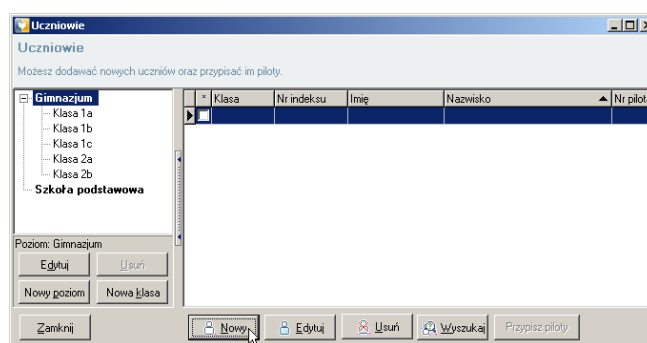 Uczniowie
Uczniowie
Możesz dodawać nowych uczniów oraz przypisać im piloty.
Gimnazjum
Klasa 1a
Klasa 1b
Klasa 1c
Klasa 2a
Klasa 2b
Szkoła podstawowa
* Klasa Nr indeksu Imię Nazwisko Nr pilota
Poziom: Gimnazjum
Edytuj Usuń
Nowy poziom Nowa klasa
Zamknij Nowy Edytuj Usuń Wyszukaj Przypisz piloty